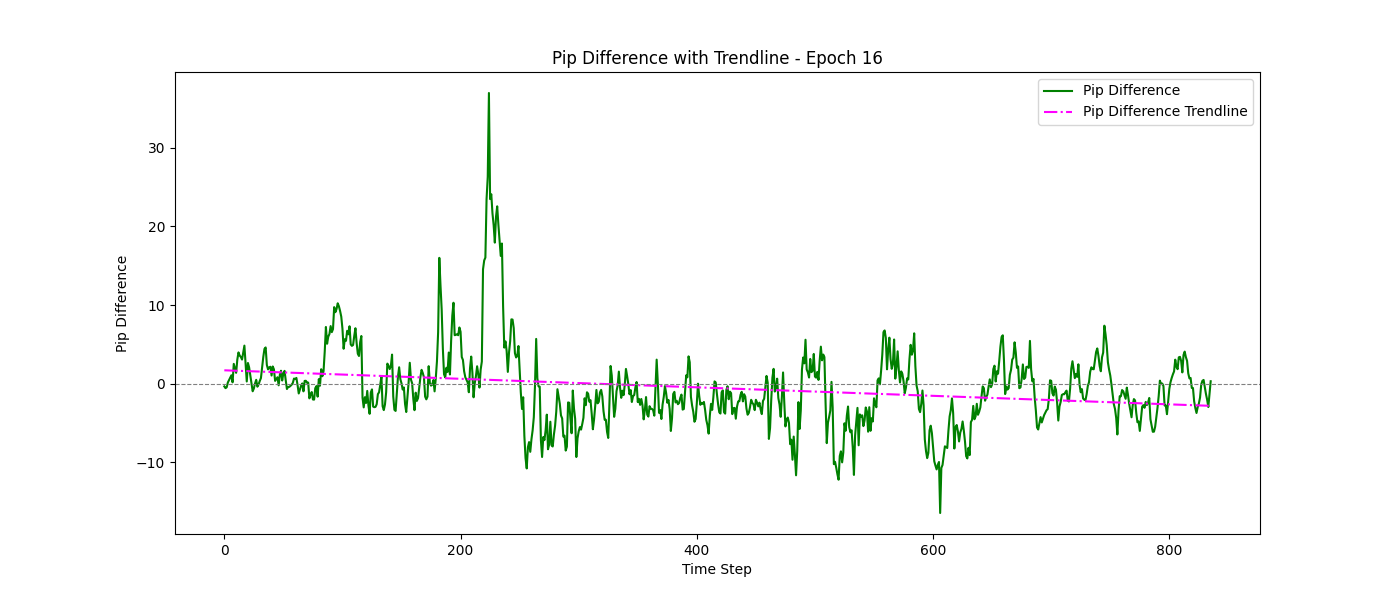 Pip Difference with Trendline - Epoch 16
Pip Difference
Pip Difference Trendline
30
20
10
0
−10
Pip Difference
0
200
400
600
800
Time Step